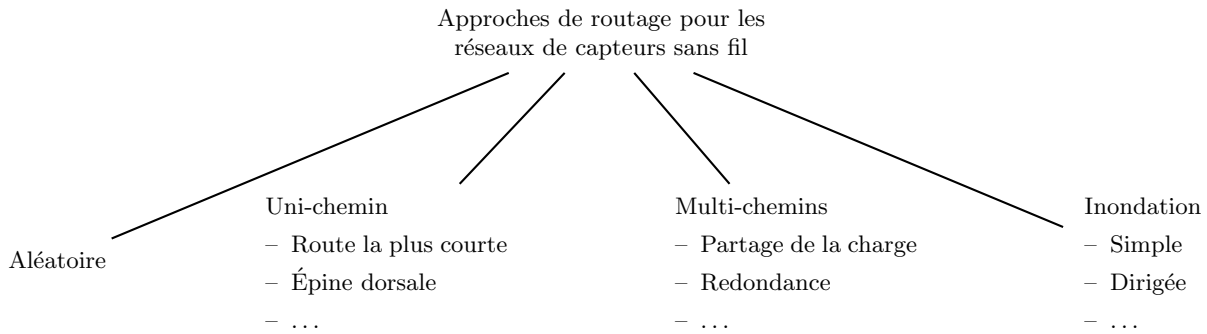 Approches de routage pour les
réseaux de capteurs sans fil
Aléatoire
Uni-chemin
– Route la plus courte
– Épine dorsale
– ...
Multi-chemins
– Partage de la charge
– Redondance
– ...
Inondation
– Simple
– Dirigée
– ...